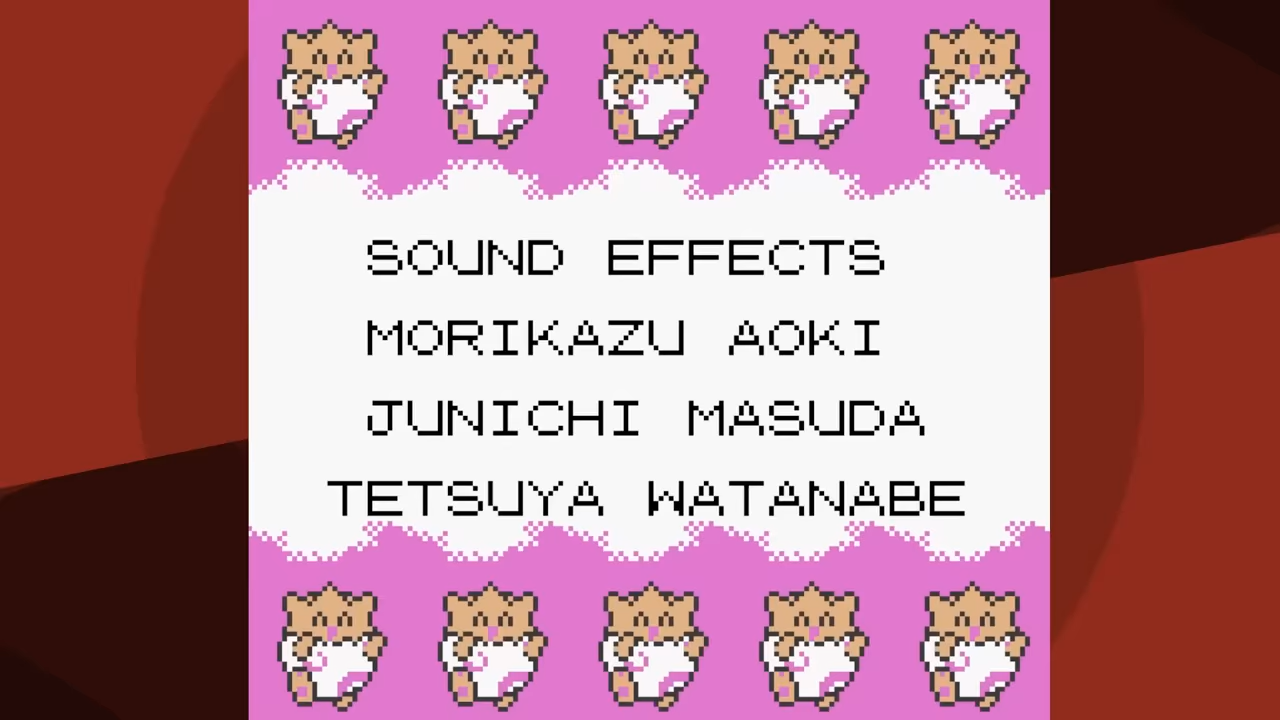 SOUND EFFECTS
MORIKAZU AOKI
JUNICHI MASUDA
TETSUYA WATANABE